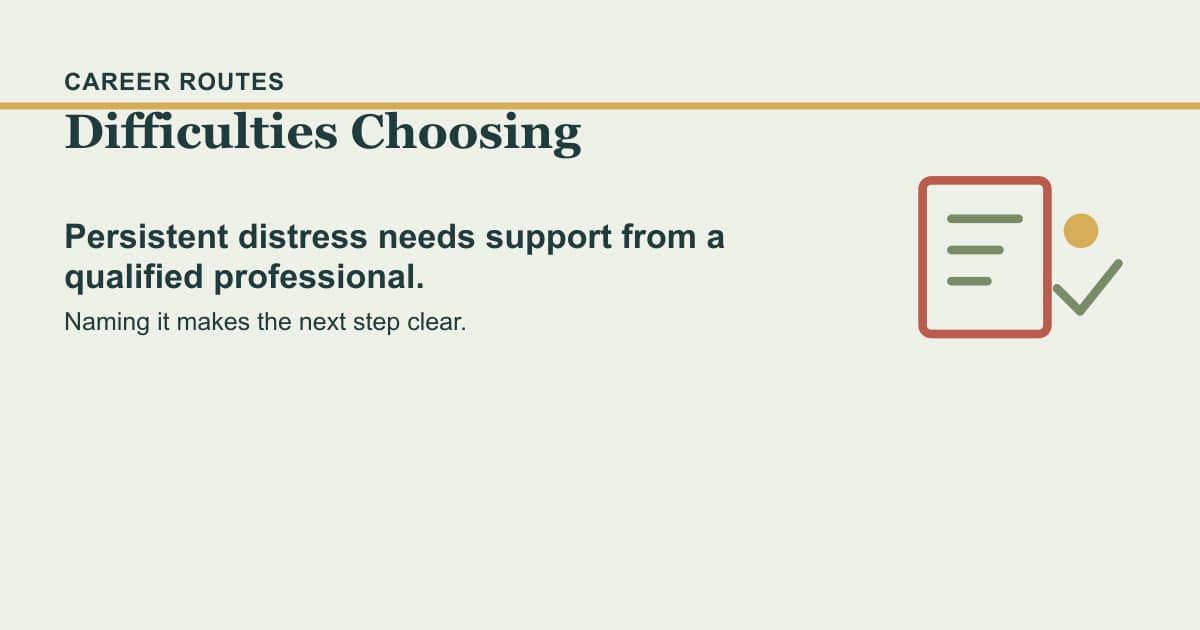 CAREER ROUTES
Difficulties Choosing
Persistent distress needs support from a
qualified professional.
Naming it makes the next step clear.